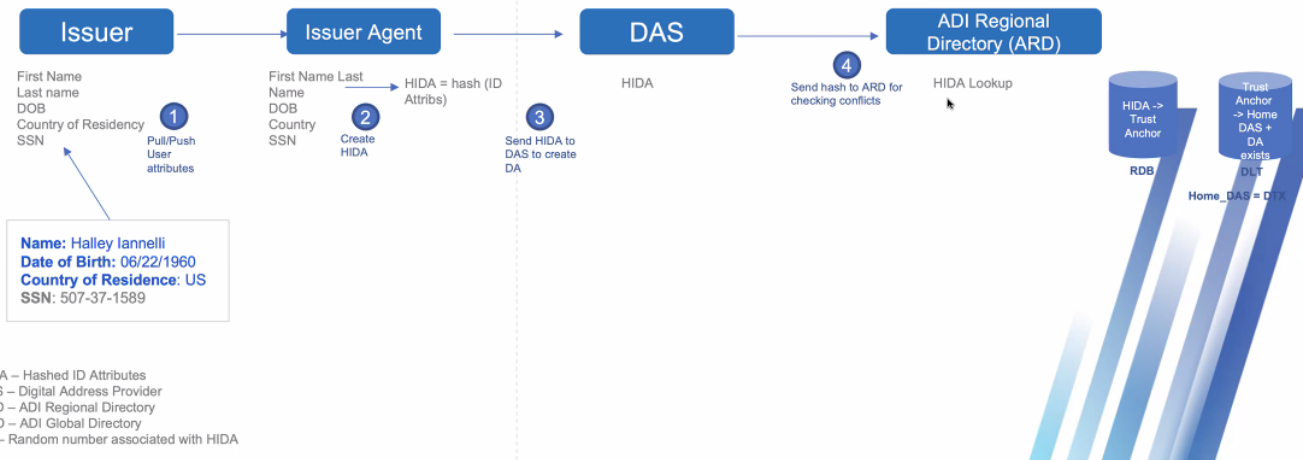 Issuer
Issuer Agent
DAS
ADI Regional
Directory (ARD)
First Name
Last name
DOB
Country of Residency
SSN
1
Pull/Push
User
attributes
First Name Last
Name
DOB
Country
SSN
HIDA = hash (ID
Attribs)
2
Create
HIDA
3
Send HIDA to
DAS to create
DA
HIDA
4
Send hash to ARD for
checking conflicts
HIDA Lookup
HIDA ->
Trust
Anchor
RDB
Trust
Anchor
-> Home
DAS +
DA
exists
DLT
Home_DAS = DTX
Name: Halley Iannelli
Date of Birth: 06/22/1960
Country of Residence: US
SSN: 507-37-1589
A – Hashed ID Attributes
S – Digital Address Provider
D – ADI Regional Directory
D – ADI Global Directory
– Random number associated with HIDA